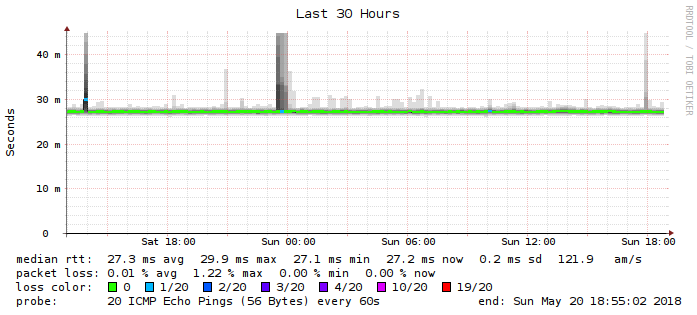 Last 30 Hours
RRDTOOL / TOBI OETIKER
Seconds
40 m
30 m
20 m
10 m
0
Sat 18:00 Sun 00:00 Sun 06:00 Sun 12:00 Sun 18:00
median rtt: 27.3 ms avg 29.9 ms max 27.1 ms min 27.2 ms now 0.2 ms sd 121.9 am/s
packet loss: 0.01 % avg 1.22 % max 0.00 % min 0.00 % now
loss color: 0 1/20 2/20 3/20 4/20 10/20 19/20
probe: 20 ICMP Echo Pings (56 Bytes) every 60s end: Sun May 20 18:55:02 2018